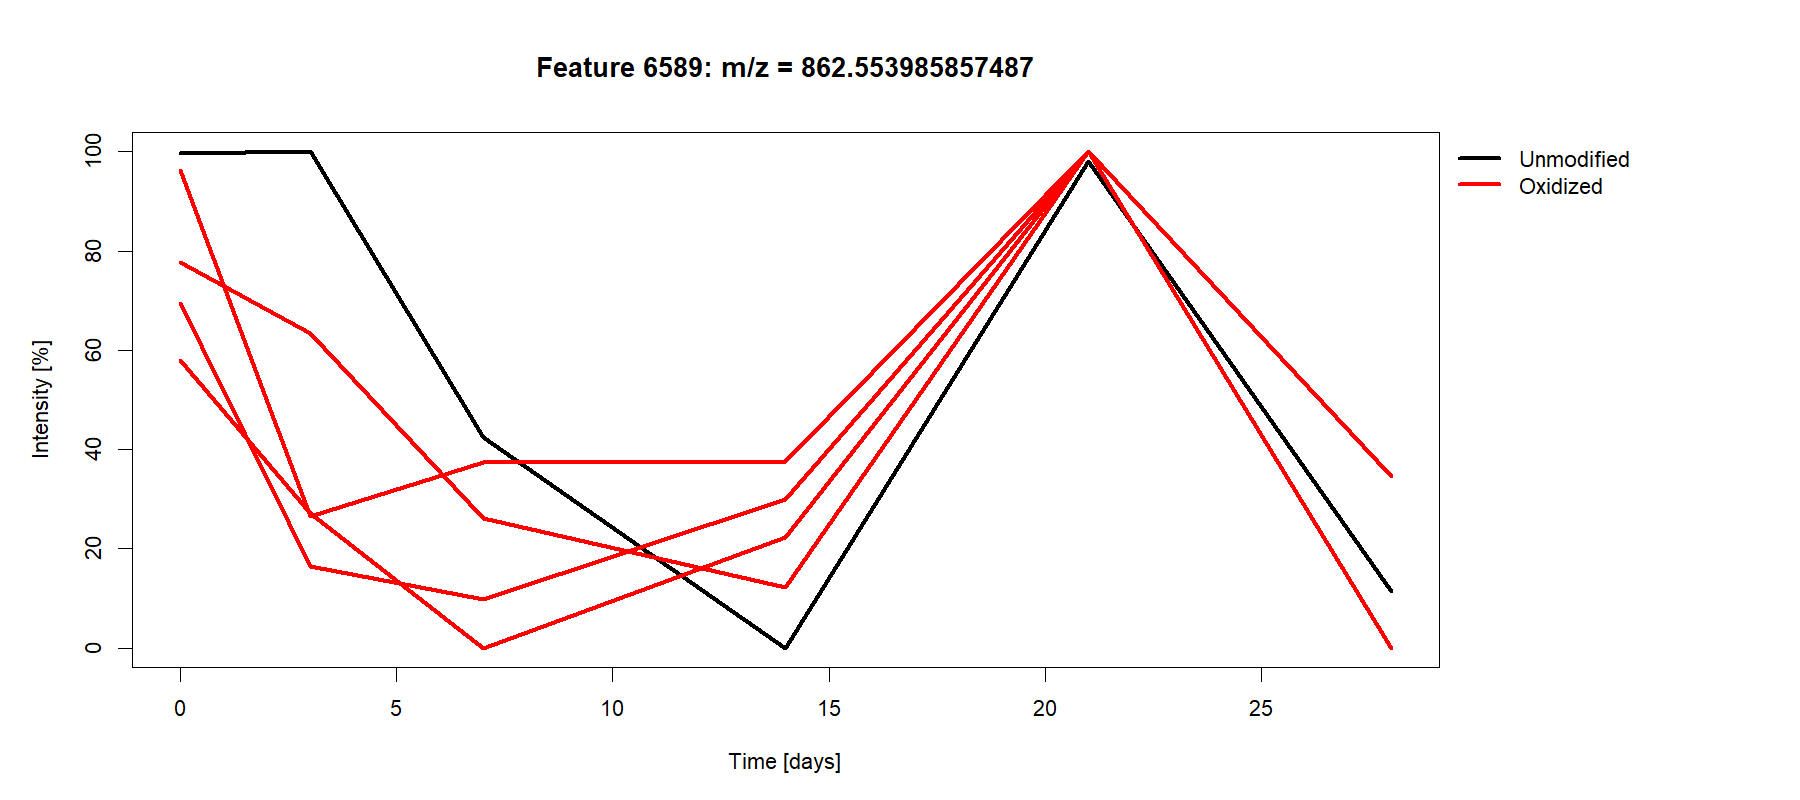 Feature 6589: m/z = 862.553985857487
100
80
60
40
20
0
Intensity [%]
0 5 10 15 20 25
Time [days]
Unmodified
Oxidized